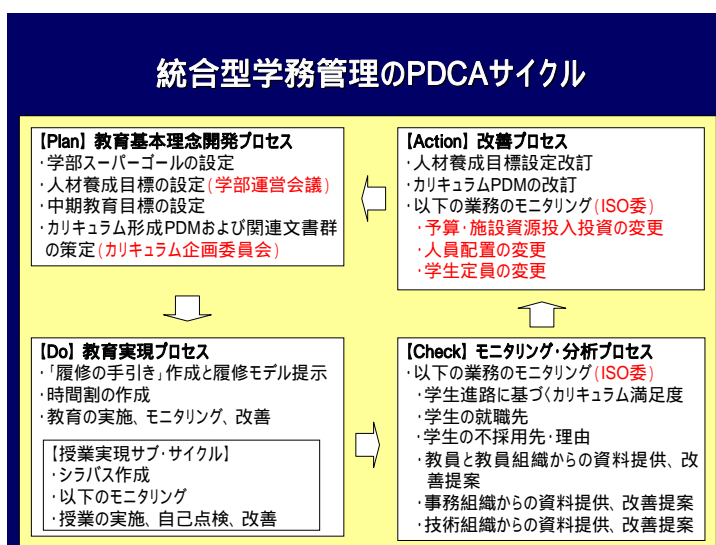 統合型学務管理のPDCAサイクル
【Plan】教育基本理念開発プロセス
・学部スーパーゴールの設定
・人材養成目標の設定(学部運営会議)
・中期教育目標の設定
・カリキュラム形成PDMおよび関連文書群
の策定(カリキュラム企画委員会)
【Action】改善プロセス
・人材養成目標設定改訂
・カリキュラムPDMの改訂
・以下の業務のモニタリング(ISO委)
・予算・施設資源投入投資の変更
・人員配置の変更
・学生定員の変更
【Do】教育実現プロセス
・「履修の手引き」作成と履修モデル提示
・時間割の作成
・教育の実施、モニタリング、改善
【授業実現サブ・サイクル】
・シラバス作成
・以下のモニタリング
・授業の実施、自己点検、改善
【Check】モニタリング・分析プロセス
・以下の業務のモニタリング(ISO委)
・学生進路に基づくカリキュラム満足度
・学生の就職先
・学生の不採用先・理由
・教員と教員組織からの資料提供、改
善提案
・事務組織からの資料提供、改善提案
・技術組織からの資料提供、改善提案